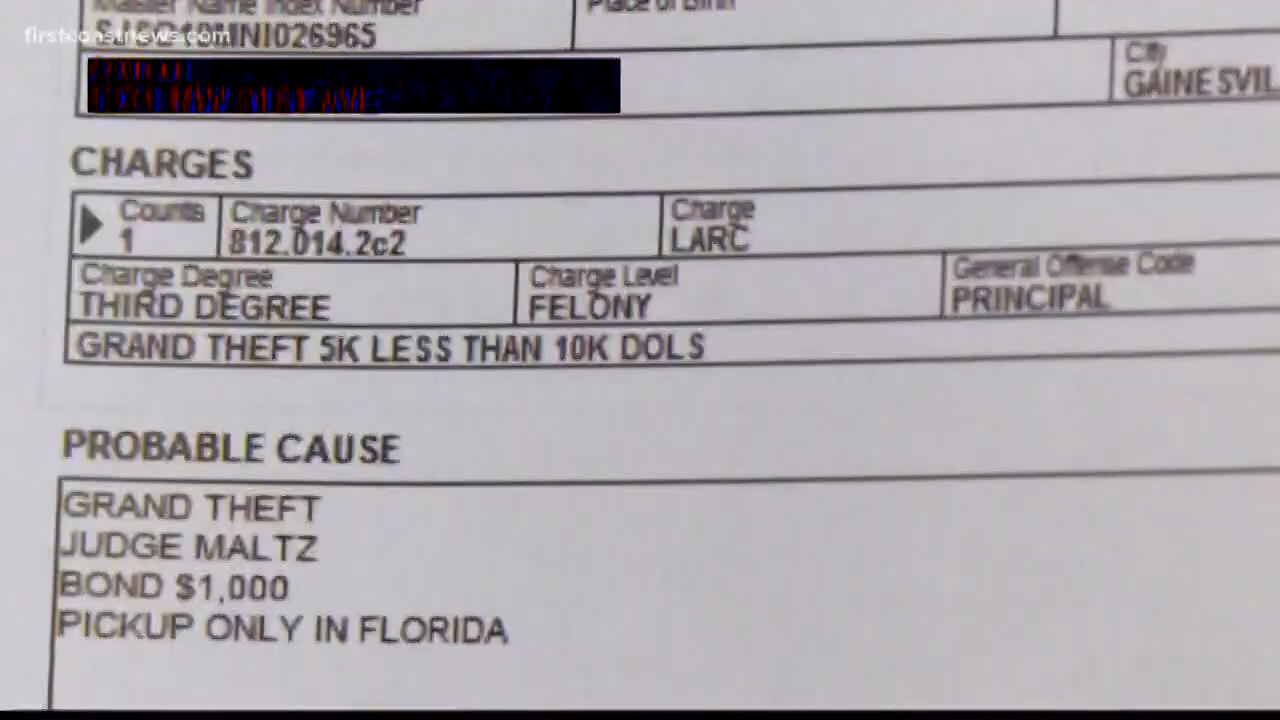 Master Name Index Number
Place of Birth
firstcoastnews.com
City
GAINESVIL
CHARGES
Counts
Charge Number
Charge
1
812.014.2c2
LARC
Charge Degree
Charge Level
General Offense Code
THIRD DEGREE
FELONY
PRINCIPAL
GRAND THEFT 5K LESS THAN 10K DOLS
PROBABLE CAUSE
GRAND THEFT
JUDGE MALTZ
BOND $1,000
PICKUP ONLY IN FLORIDA